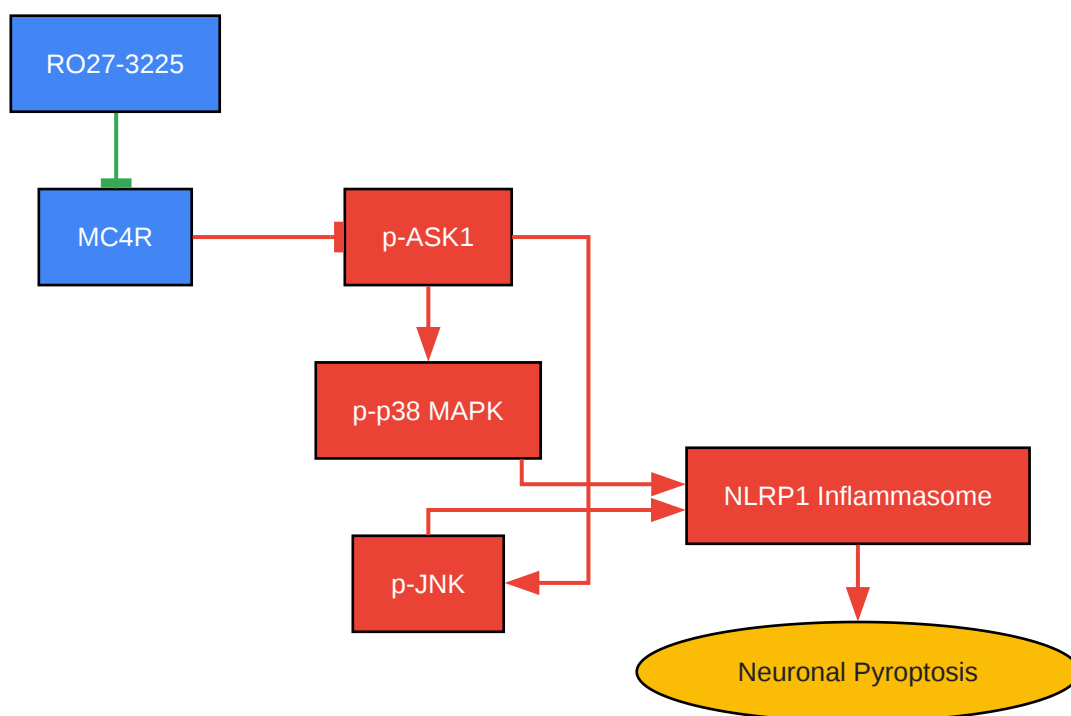 RO27-3225
MC4R
p-ASK1
p-p38 MAPK
NLRP1 Inflammasome
p-JNK
Neuronal Pyroptosis